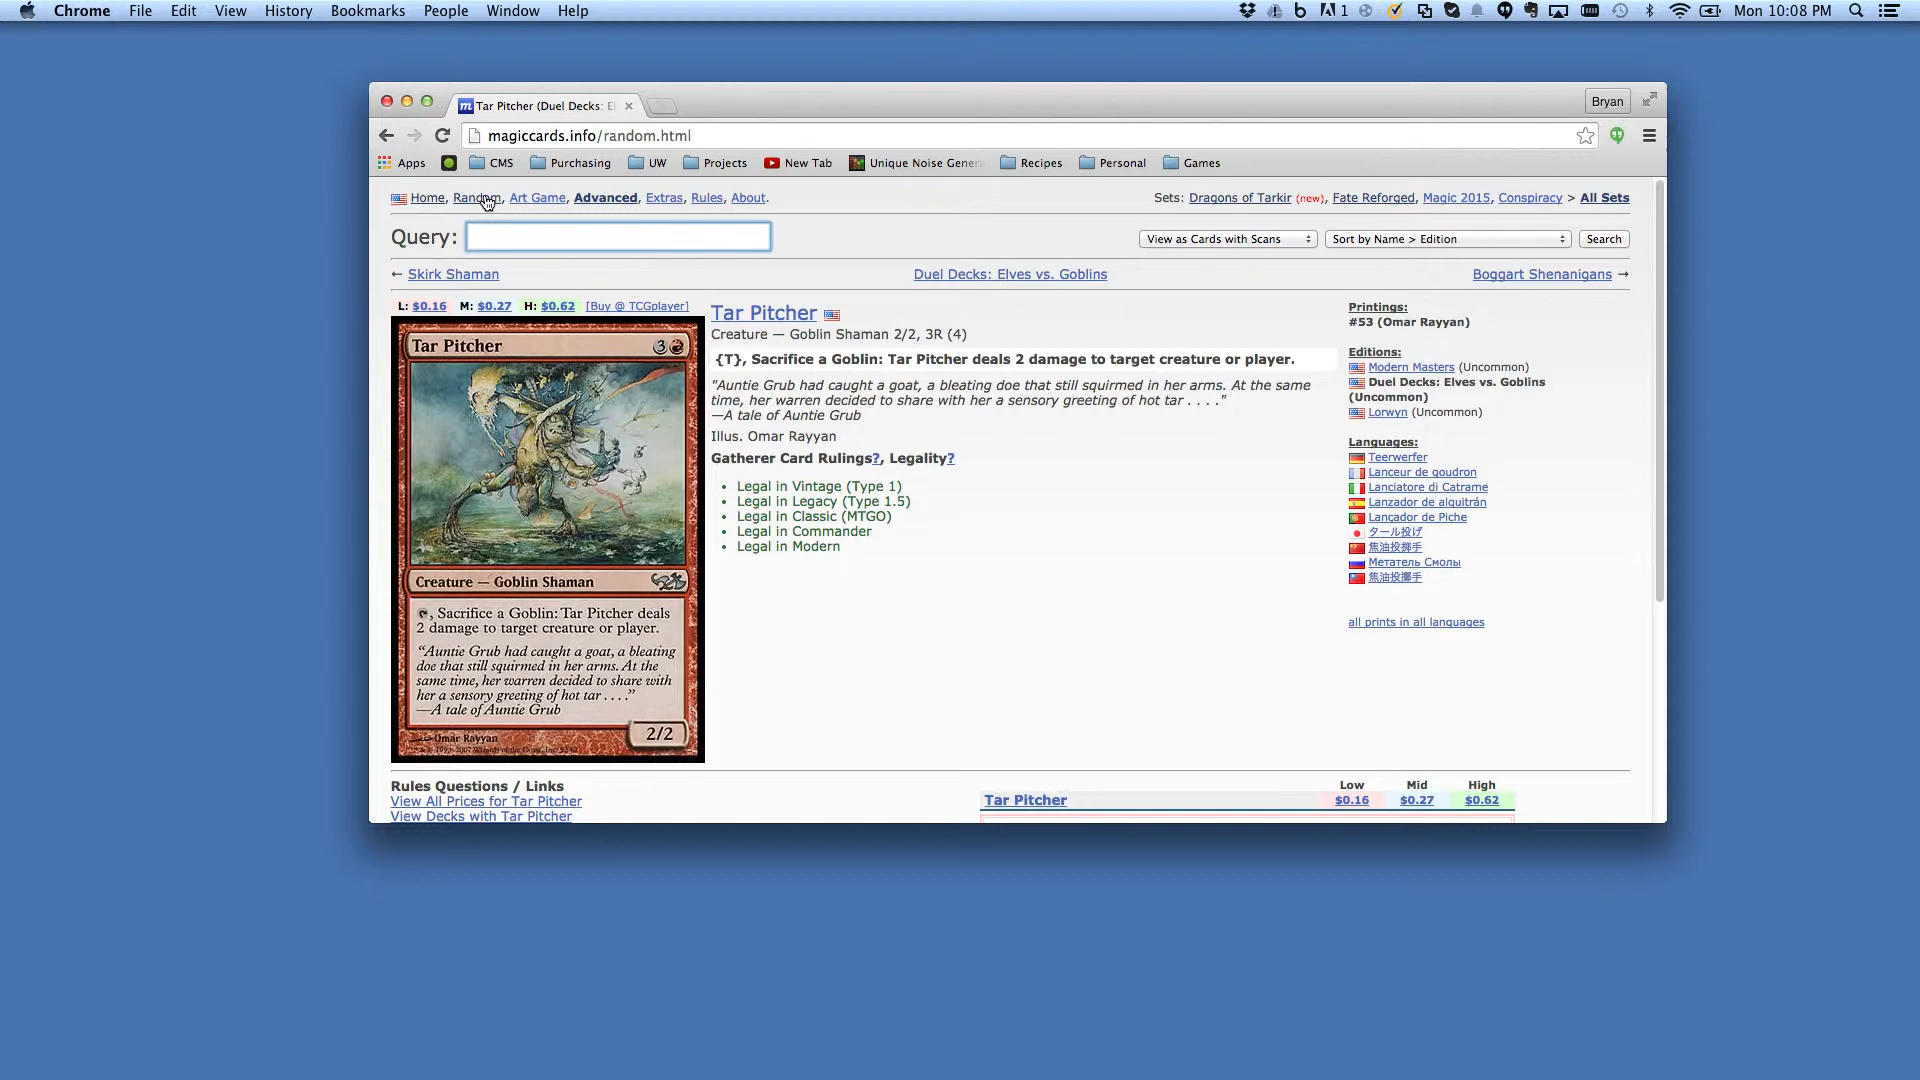 Chrome File Edit View History Bookmarks People Window Help
1 Mon 10:08 PM
Tar Pitcher (Duel Decks: El
Bryan
magiccards.info/random.html
Apps CMS Purchasing UW Projects New Tab Unique Noise Gener Recipes Personal Games
Home, Random, Art Game, Advanced, Extras, Rules, About.
Sets: Dragons of Tarkir (new), Fate Reforged, Magic 2015, Conspiracy > All Sets
Query:
View as Cards with Scans
Sort by Name > Edition
Search
← Skirk Shaman
Duel Decks: Elves vs. Goblins
Boggart Shenanigans →
L: $0.16 M: $0.27 H: $0.62 [Buy @ TCGplayer]
Tar Pitcher
3
Creature — Goblin Shaman
, Sacrifice a Goblin: Tar Pitcher deals
2 damage to target creature or player.
"Auntie Grub had caught a goat, a bleating
doe that still squirmed in her arms. At the
same time, her warren decided to share with
her a sensory greeting of hot tar . . . ."
—A tale of Auntie Grub
Omar Rayyan
2/2
Tar Pitcher
Creature — Goblin Shaman 2/2, 3R (4)
{T}, Sacrifice a Goblin: Tar Pitcher deals 2 damage to target creature or player.
"Auntie Grub had caught a goat, a bleating doe that still squirmed in her arms. At the same
time, her warren decided to share with her a sensory greeting of hot tar . . . ."
—A tale of Auntie Grub
Illus. Omar Rayyan
Gatherer Card Rulings?, Legality?
• Legal in Vintage (Type 1)
• Legal in Legacy (Type 1.5)
• Legal in Classic (MTGO)
• Legal in Commander
• Legal in Modern
Printings:
#53 (Omar Rayyan)
Editions:
Modern Masters (Uncommon)
Duel Decks: Elves vs. Goblins
(Uncommon)
Lorwyn (Uncommon)
Languages:
Teerwerfer
Lanceur de goudron
Lanciatore di Catrame
Lanzador de alquitrán
Lançador de Piche
タール投げ
焦油投掷手
Метатель Смолы
焦油投擲手
all prints in all languages
Rules Questions / Links
View All Prices for Tar Pitcher
View Decks with Tar Pitcher
Low Mid High
Tar Pitcher $0.16 $0.27 $0.62